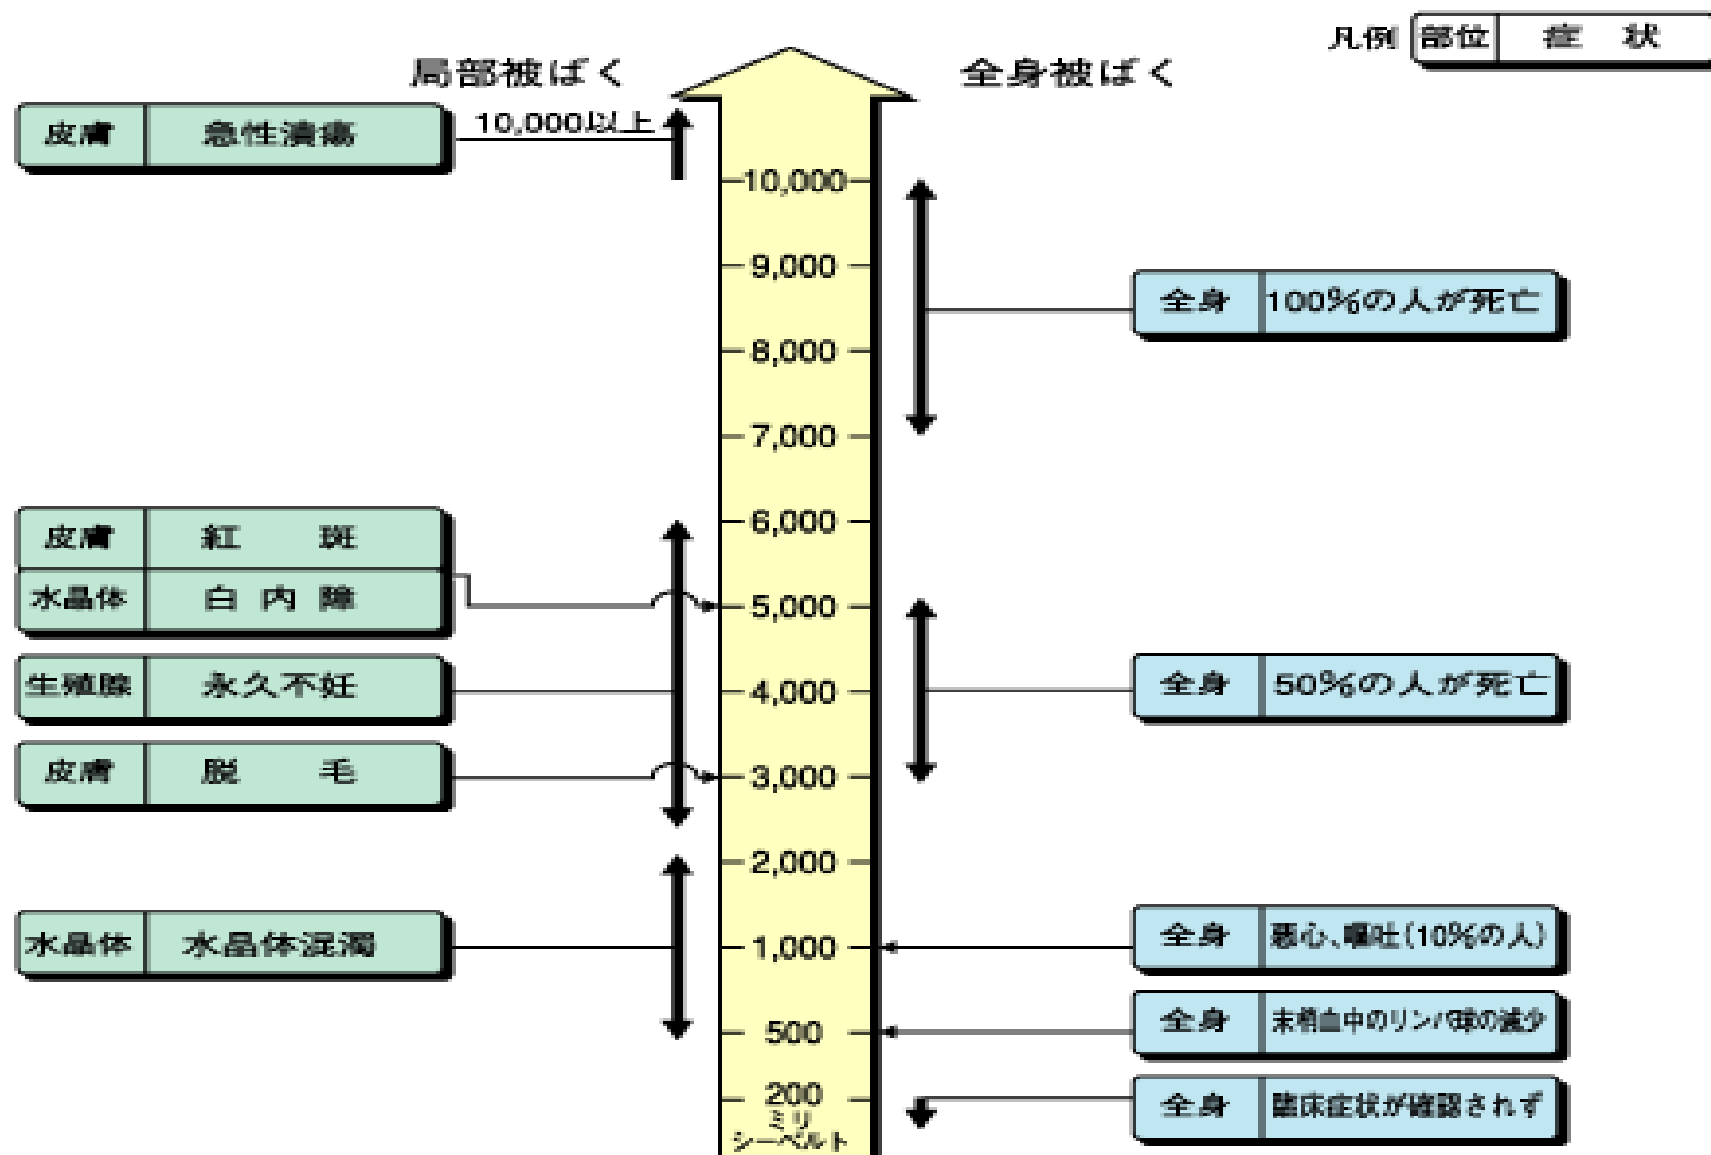 凡例 部位 症状
局部被ばく
全身被ばく
皮膚 急性潰瘍
10,000以上
10,000
9,000
全身 100%の人が死亡
8,000
7,000
皮膚 紅斑
6,000
水晶体 白内障
5,000
生殖腺 永久不妊
4,000
全身 50%の人が死亡
皮膚 脱毛
3,000
2,000
水晶体 水晶体混濁
1,000
全身 悪心、嘔吐(10%の人)
500
全身 末梢血中のリンパ球の減少
200
ミリ
シーベルト
全身 臨床症状が確認されず